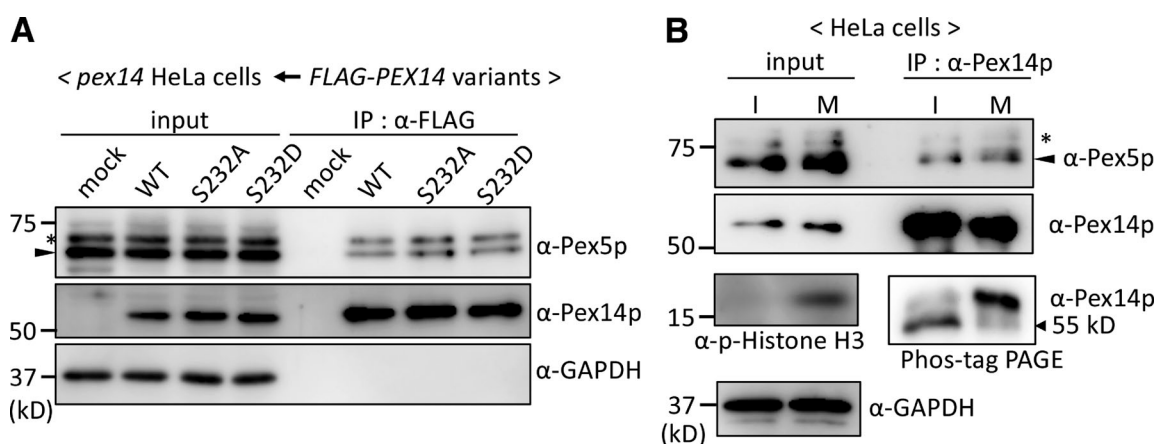 A
< pex14 HeLa cells ← FLAG-PEX14 variants >
input IP : α-FLAG
mock WT S232A S232D mock WT S232A S232D
75
*
α-Pex5p
α-Pex14p
50
37 α-GAPDH
(kD)
B
< HeLa cells >
input IP : α-Pex14p
I M I M
75 *
α-Pex5p
α-Pex14p
50
α-Pex14p
15 55 kD
α-p-Histone H3 Phos-tag PAGE
37 α-GAPDH
(kD)